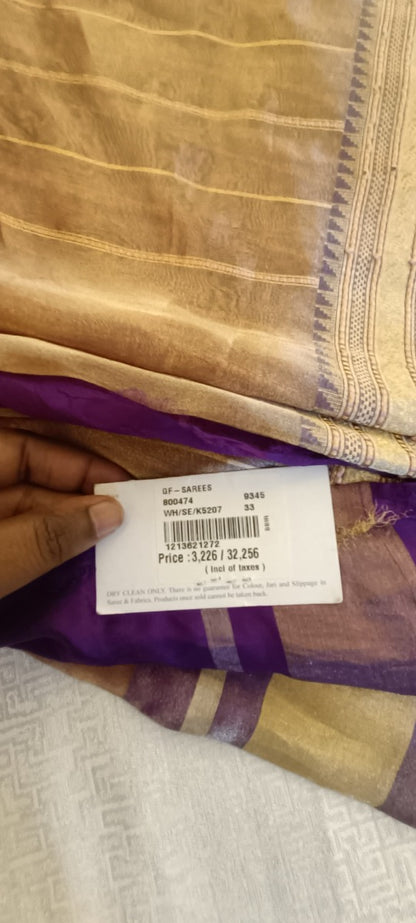 GF-SAREES
800474 9345
WH/SE/K5207 33
1213621272
Price :3,226 / 32,256
( Incl of taxes )
DRY CLEAN ONLY. There is no guarantee for Colour, Jari and Slippage in
Saree & Fabrics. Products once sold cannot be taken back.